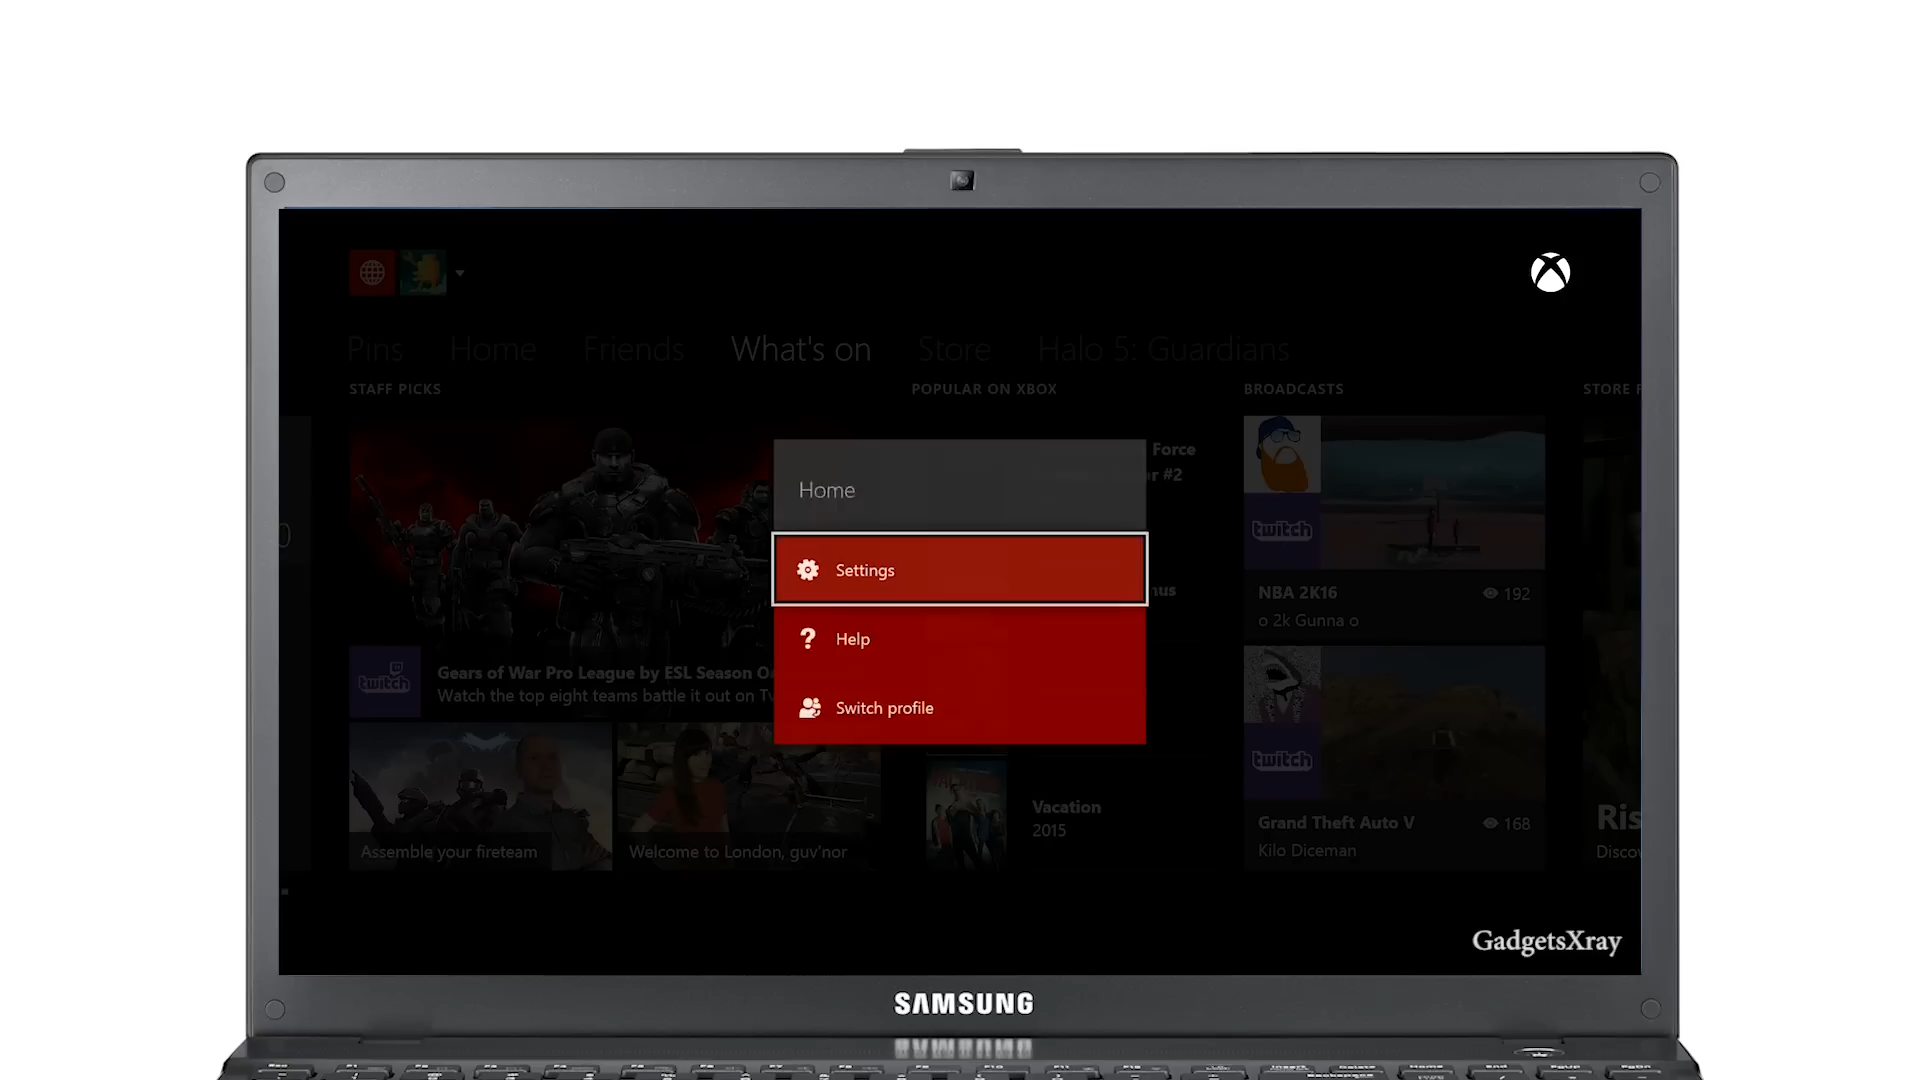 Pins Home Friends What's on Store Halo 5: Guardians
STAFF PICKS
POPULAR ON XBOX
BROADCASTS
STORE
Home
Settings
Help
Switch profile
Force
#2
twitch
NBA 2K16 192
o 2k Gunna o
twitch
Gears of War Pro League by ESL Season
Watch the top eight teams battle it out on
twitch
Assemble your fireteam
Welcome to London, guv'nor
Vacation
2015
Grand Theft Auto V 168
Kilo Diceman
GadgetsXray
SAMSUNG